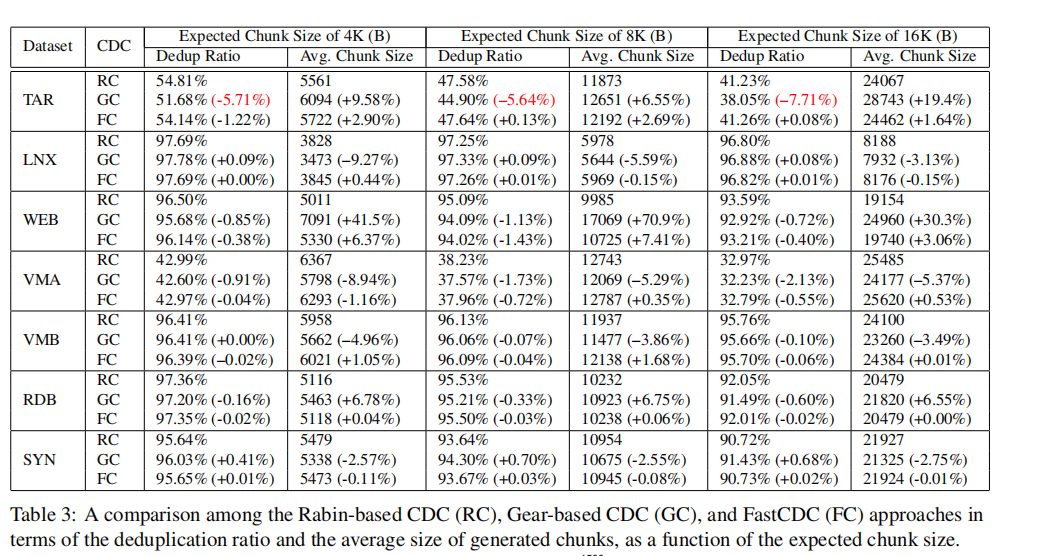 Dataset CDC Expected Chunk Size of 4K (B) Expected Chunk Size of 8K (B) Expected Chunk Size of 16K (B)
Dedup Ratio Avg. Chunk Size Dedup Ratio Avg. Chunk Size Dedup Ratio Avg. Chunk Size
TAR RC 54.81% 5561 47.58% 11873 41.23% 24067
GC 51.68% (-5.71%) 6094 (+9.58%) 44.90% (–5.64%) 12651 (+6.55%) 38.05% (–7.71%) 28743 (+19.4%)
FC 54.14% (-1.22%) 5722 (+2.90%) 47.64% (+0.13%) 12192 (+2.69%) 41.26% (+0.08%) 24462 (+1.64%)
LNX RC 97.69% 3828 97.25% 5978 96.80% 8188
GC 97.78% (+0.09%) 3473 (–9.27%) 97.33% (+0.09%) 5644 (-5.59%) 96.88% (+0.08%) 7932 (-3.13%)
FC 97.69% (+0.00%) 3845 (+0.44%) 97.26% (+0.01%) 5969 (-0.15%) 96.82% (+0.01%) 8176 (-0.15%)
WEB RC 96.50% 5011 95.09% 9985 93.59% 19154
GC 95.68% (-0.85%) 7091 (+41.5%) 94.09% (-1.13%) 17069 (+70.9%) 92.92% (-0.72%) 24960 (+30.3%)
FC 96.14% (-0.38%) 5330 (+6.37%) 94.02% (-1.43%) 10725 (+7.41%) 93.21% (-0.40%) 19740 (+3.06%)
VMA RC 42.99% 6367 38.23% 12743 32.97% 25485
GC 42.60% (-0.91%) 5798 (-8.94%) 37.57% (-1.73%) 12069 (–5.29%) 32.23% (-2.13%) 24177 (–5.37%)
FC 42.97% (-0.04%) 6293 (-1.16%) 37.96% (-0.72%) 12787 (+0.35%) 32.79% (-0.55%) 25620 (+0.53%)
VMB RC 96.41% 5958 96.13% 11937 95.76% 24100
GC 96.41% (+0.00%) 5662 (–4.96%) 96.06% (-0.07%) 11477 (–3.86%) 95.66% (-0.10%) 23260 (–3.49%)
FC 96.39% (–0.02%) 6021 (+1.05%) 96.09% (-0.04%) 12138 (+1.68%) 95.70% (-0.06%) 24384 (+0.01%)
RDB RC 97.36% 5116 95.53% 10232 92.05% 20479
GC 97.20% (-0.16%) 5463 (+6.78%) 95.21% (-0.33%) 10923 (+6.75%) 91.49% (-0.60%) 21820 (+6.55%)
FC 97.35% (-0.02%) 5118 (+0.04%) 95.50% (-0.03%) 10238 (+0.06%) 92.01% (-0.02%) 20479 (+0.00%)
SYN RC 95.64% 5479 93.64% 10954 90.72% 21927
GC 96.03% (+0.41%) 5338 (-2.57%) 94.30% (+0.70%) 10675 (-2.55%) 91.43% (+0.68%) 21325 (-2.75%)
FC 95.65% (+0.01%) 5473 (-0.11%) 93.67% (+0.03%) 10945 (-0.08%) 90.73% (+0.02%) 21924 (-0.01%)
Table 3: A comparison among the Rabin-based CDC (RC), Gear-based CDC (GC), and FastCDC (FC) approaches in
terms of the deduplication ratio and the average size of generated chunks, as a function of the expected chunk size.